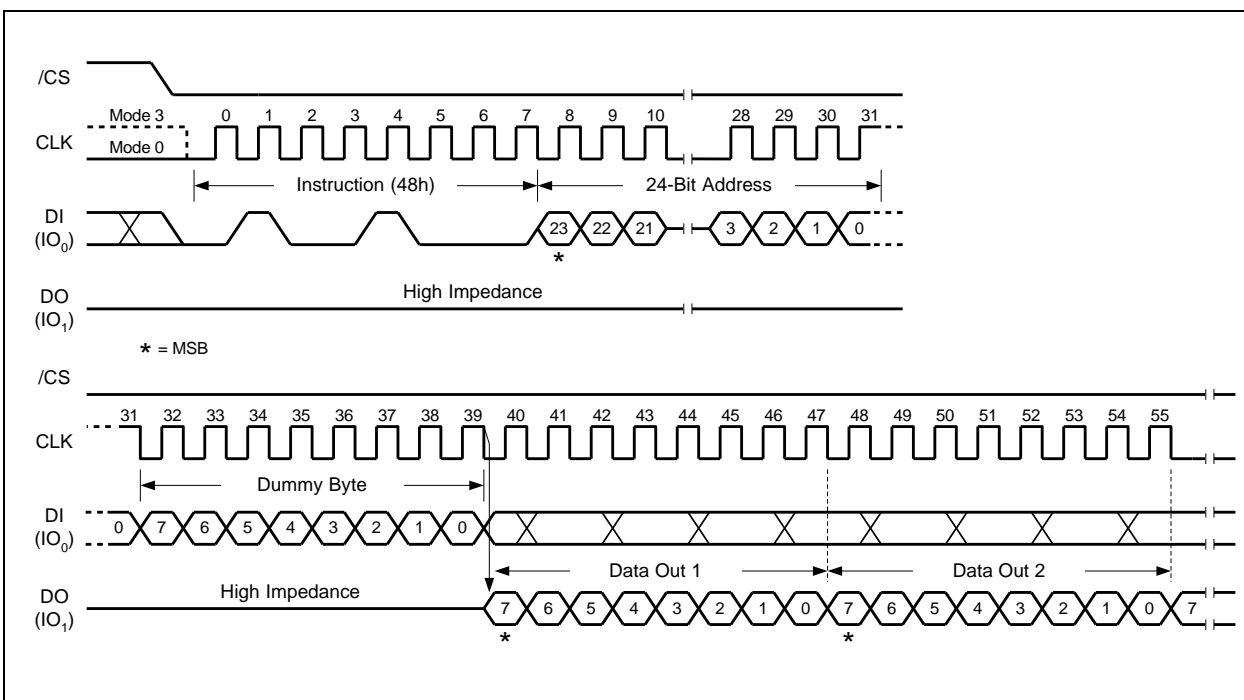 /CS
Mode 3 0 1 2 3 4 5 6 7 8 9 10 28 29 30 31
CLK
Mode 0
Instruction (48h) 24-Bit Address
DI
(IO0) 23 22 21 3 2 1 0
*
High Impedance
DO
(IO1)
* = MSB
/CS
31 32 33 34 35 36 37 38 39 40 41 42 43 44 45 46 47 48 49 50 51 52 53 54 55
CLK
Dummy Byte
DI
(IO0) 0 7 6 5 4 3 2 1 0
Data Out 1 Data Out 2
High Impedance
DO
(IO1) 7 6 5 4 3 2 1 0 7 6 5 4 3 2 1 0 7
* *